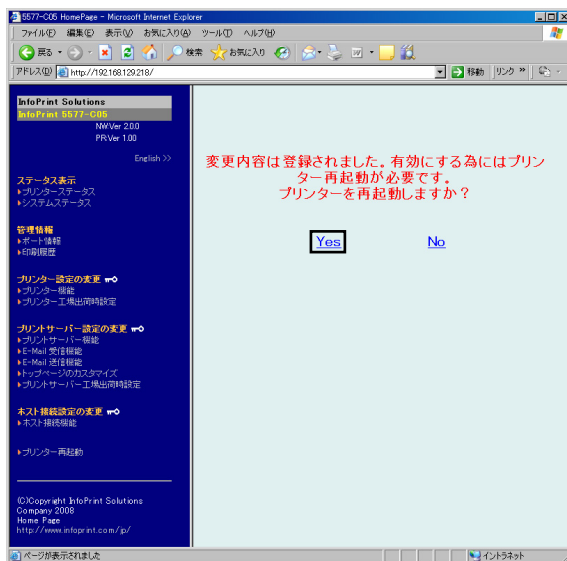 5577-C05 HomePage - Microsoft Internet Explorer
ファイル(F) 編集(E) 表示(V) お気に入り(A) ツール(T) ヘルプ(H)
戻る 検索 お気に入り
アドレス(D) http://192.168.129.218/ 移動 リンク »
InfoPrint Solutions
InfoPrint 5577-C05
NW.Ver 2.0.0
PR.Ver 1.00
English >>
ステータス表示
プリンターステータス
システムステータス
管理情報
ポート情報
印刷履歴
プリンター設定の変更
プリンター機能
プリンター工場出荷時設定
プリントサーバー設定の変更
プリントサーバー機能
E-Mail 受信機能
E-Mail 送信機能
トップページのカスタマイズ
プリントサーバー工場出荷時設定
ホスト接続設定の変更
ホスト接続機能
プリンター再起動
(C)Copyright InfoPrint Solutions
Company 2008
Home Page
http://www.infoprint.com/jp/
変更内容は登録されました。有効にする為にはプリン
ター再起動が必要です。
プリンターを再起動しますか？
Yes No
ページが表示されました イントラネット